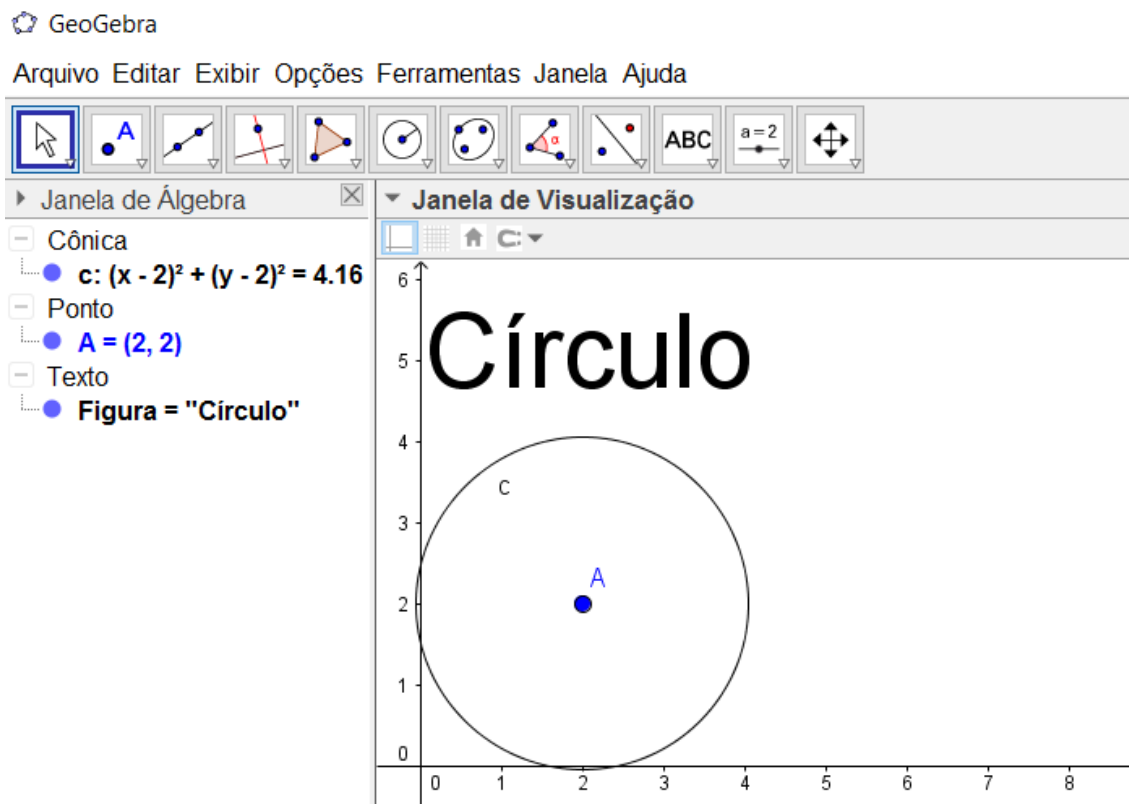 GeoGebra
Arquivo Editar Exibir Opções Ferramentas Janela Ajuda
A α ABC a=2
Janela de Álgebra
Cônica
c: (x - 2)² + (y - 2)² = 4.16
Ponto
A = (2, 2)
Texto
Figura = "Círculo"
Janela de Visualização
6
Círculo
5
4
c
3
A
2
1
0
0 1 2 3 4 5 6 7 8